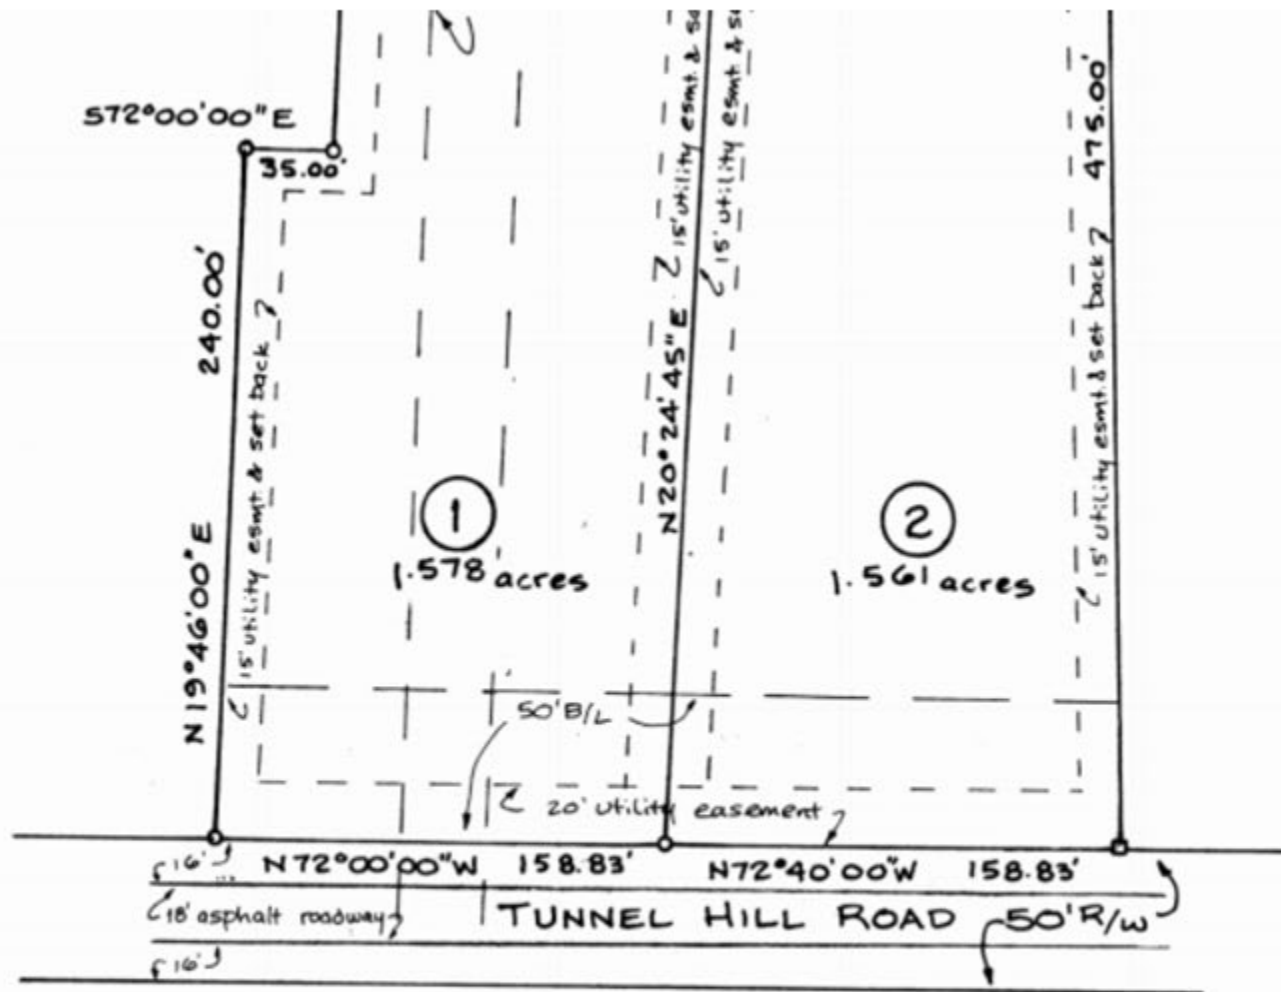 S72°00'00"E
35.00'
240.00'
N19°46'00"E
15' utility esmt. & set back
15' utility esmt. &
N20°24'45"E
15' utility esmt. &
475.00'
15' utility esmt. & set back
1
1.578 acres
2
1.561 acres
50' B/L
20' utility easement
16'
N72°00'00"W 158.83'
N72°40'00"W 158.83'
18' asphalt roadway
TUNNEL HILL ROAD 50' R/W
16'